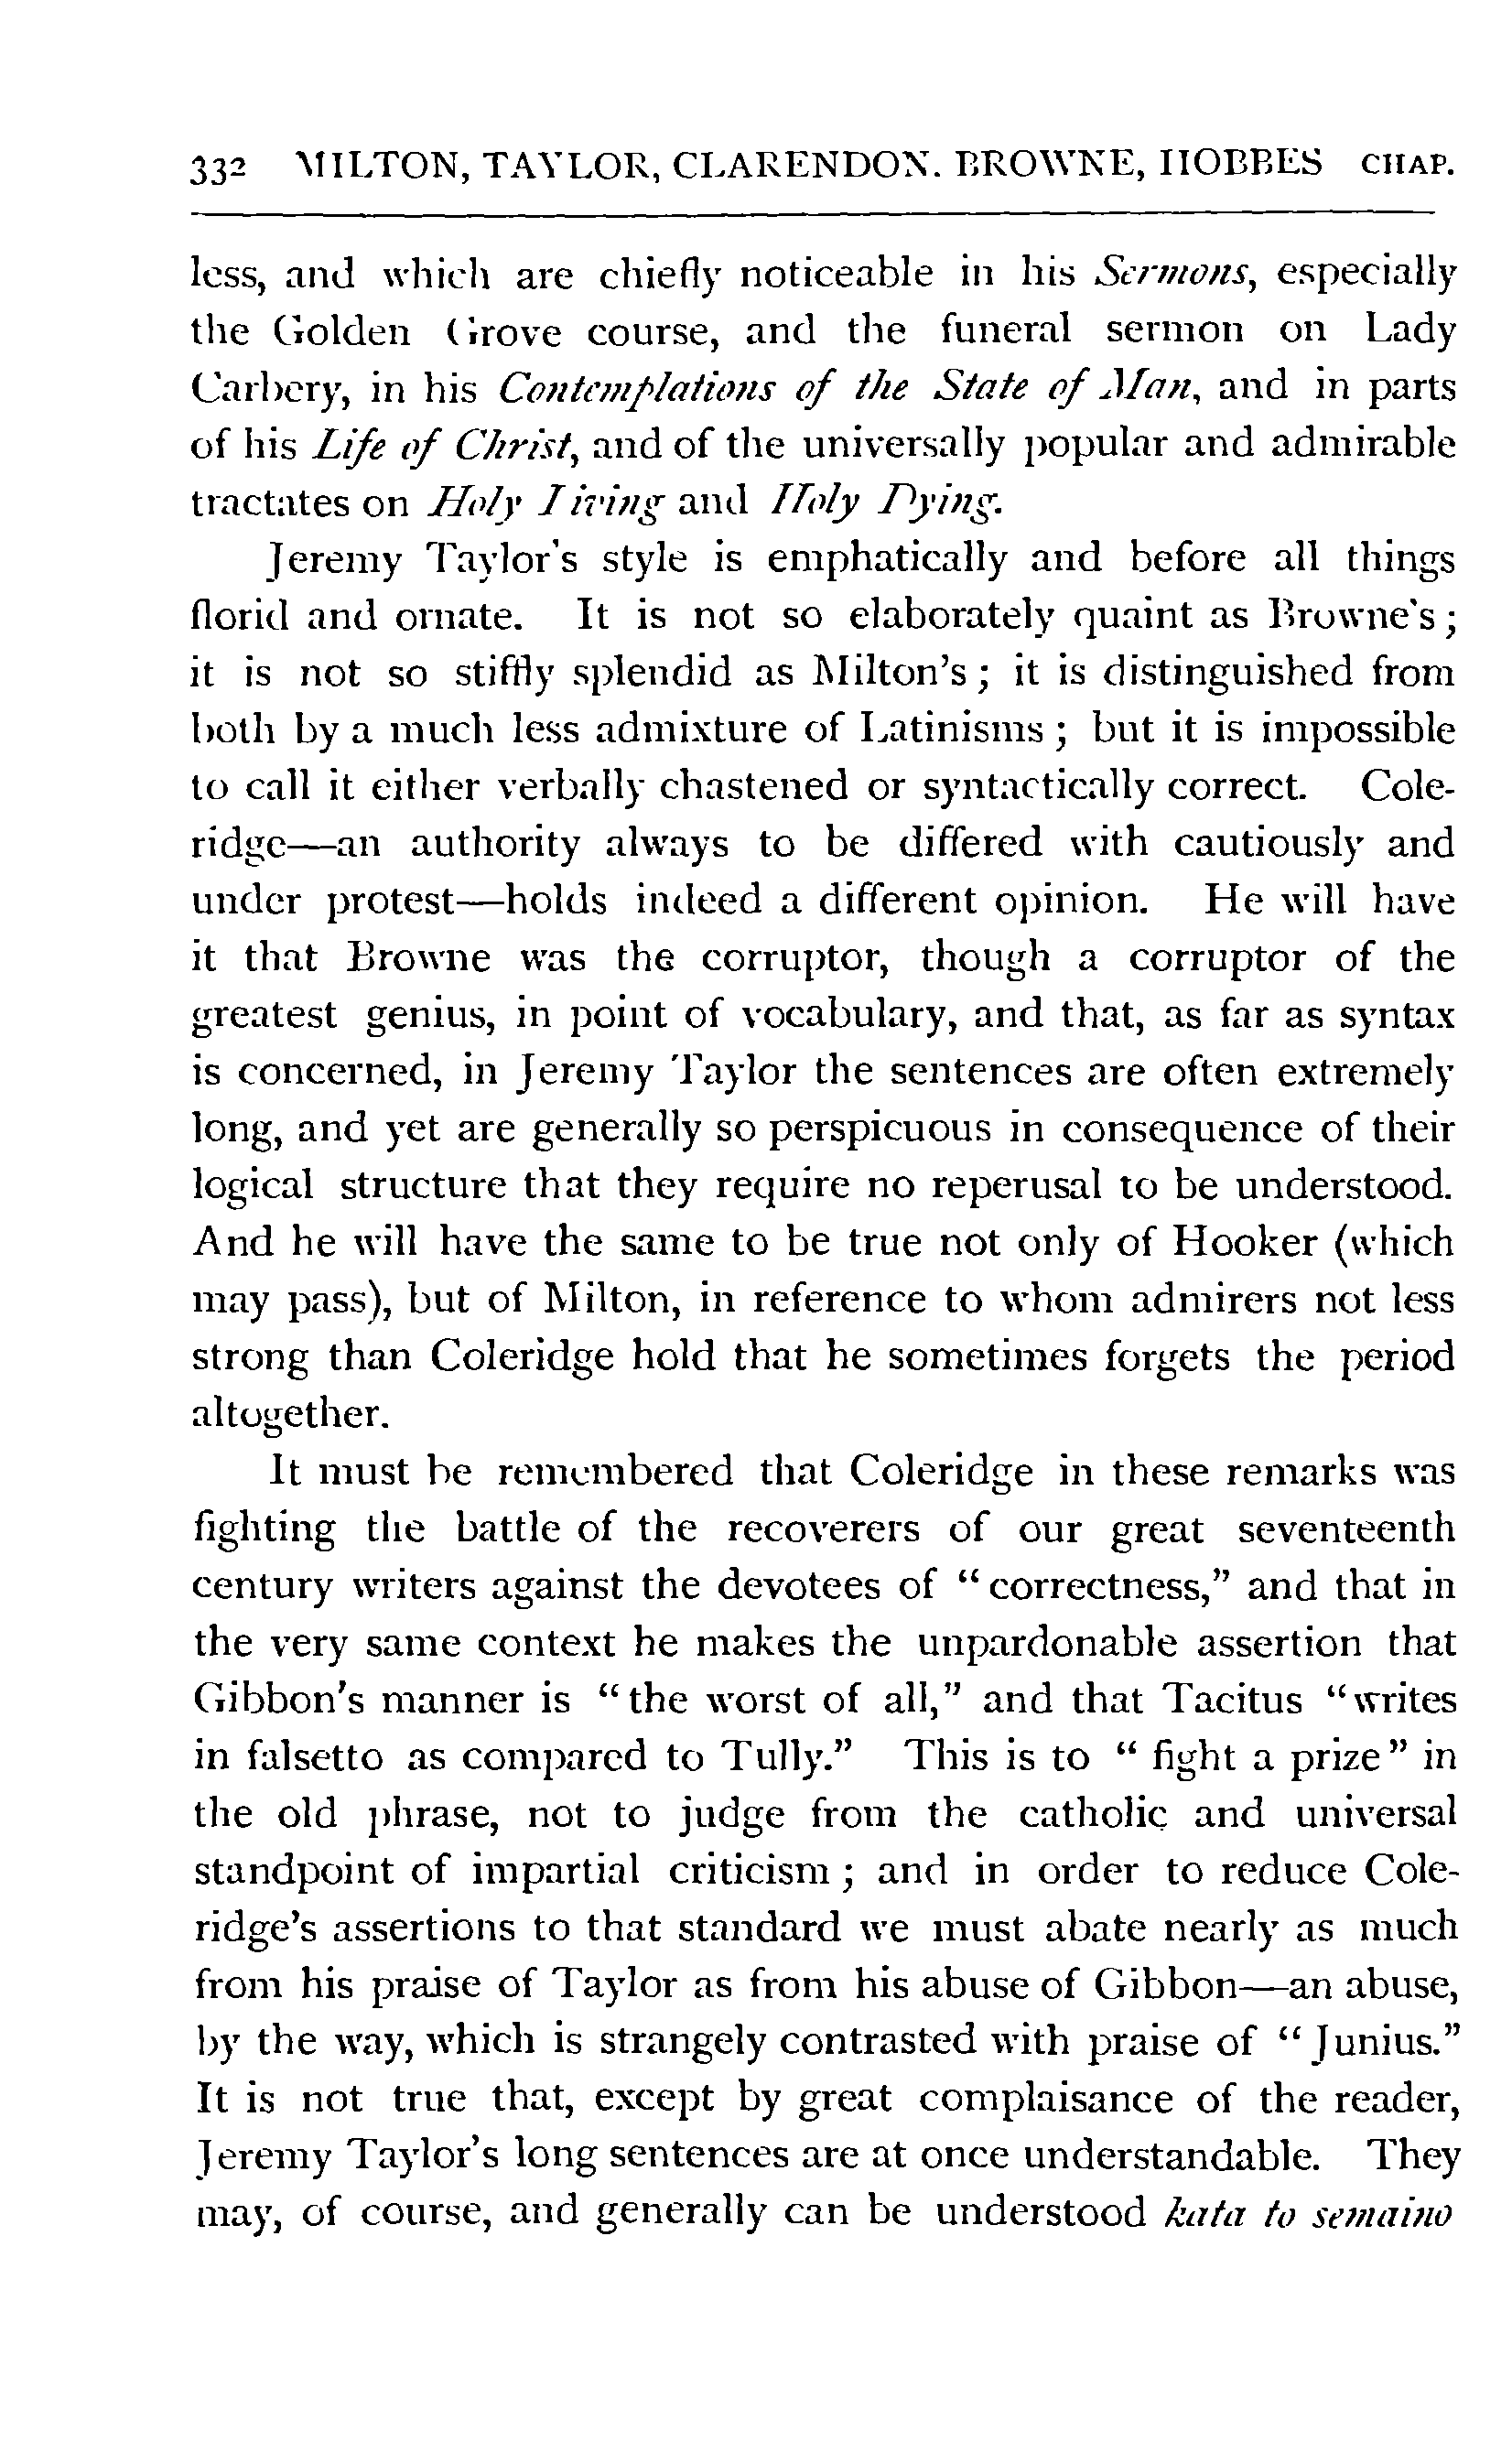 332 MILTON, TAYLOR, CLARENDON. BROWNE, HOBBES CHAP.
less, and which are chiefly noticeable in his Sermons, especially
the Golden Grove course, and the funeral sermon on Lady
Carbery, in his Contemplations of the State of Man, and in parts
of his Life of Christ, and of the universally popular and admirable
tractates on Holy Living and Holy Dying.
Jeremy Taylor's style is emphatically and before all things
florid and ornate. It is not so elaborately quaint as Browne's;
it is not so stiffly splendid as Milton's; it is distinguished from
both by a much less admixture of Latinisms; but it is impossible
to call it either verbally chastened or syntactically correct. Cole-
ridge—an authority always to be differed with cautiously and
under protest—holds indeed a different opinion. He will have
it that Browne was the corruptor, though a corruptor of the
greatest genius, in point of vocabulary, and that, as far as syntax
is concerned, in Jeremy Taylor the sentences are often extremely
long, and yet are generally so perspicuous in consequence of their
logical structure that they require no reperusal to be understood.
And he will have the same to be true not only of Hooker (which
may pass), but of Milton, in reference to whom admirers not less
strong than Coleridge hold that he sometimes forgets the period
altogether.
It must be remembered that Coleridge in these remarks was
fighting the battle of the recoverers of our great seventeenth
century writers against the devotees of "correctness," and that in
the very same context he makes the unpardonable assertion that
Gibbon's manner is "the worst of all," and that Tacitus "writes
in falsetto as compared to Tully." This is to "fight a prize" in
the old phrase, not to judge from the catholic and universal
standpoint of impartial criticism; and in order to reduce Cole-
ridge's assertions to that standard we must abate nearly as much
from his praise of Taylor as from his abuse of Gibbon—an abuse,
by the way, which is strangely contrasted with praise of "Junius."
It is not true that, except by great complaisance of the reader,
Jeremy Taylor's long sentences are at once understandable. They
may, of course, and generally can be understood kata to semaino